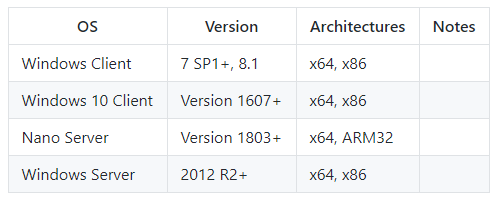 OS Version Architectures Notes
Windows Client 7 SP1+, 8.1 x64, x86
Windows 10 Client Version 1607+ x64, x86
Nano Server Version 1803+ x64, ARM32
Windows Server 2012 R2+ x64, x86